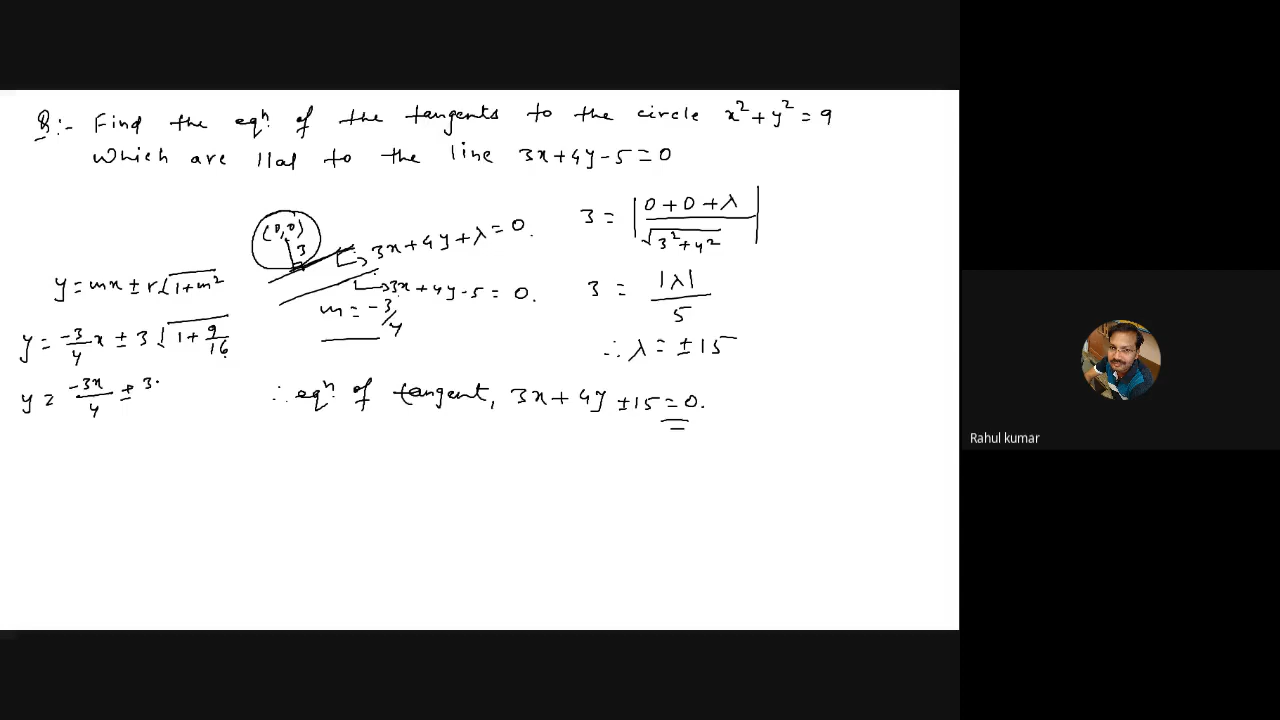 Q:- Find the eqⁿ. of the tangents to the circle x² + y² = 9
which are llal to the line 3x + 4y - 5 = 0
(0,0)
3
3x + 4y + λ = 0.
3x + 4y - 5 = 0.
m = -3/4
y = mx ± r√(1 + m²)
y = -3/4 x ± 3√(1 + 9/16)
y = -3x/4 ± 3.
3 = |(0 + 0 + λ)/√(3² + 4²)|
3 = |λ|/5
∴ λ = ± 15
∴ eqⁿ. of tangent, 3x + 4y ± 15 = 0.
Rahul kumar